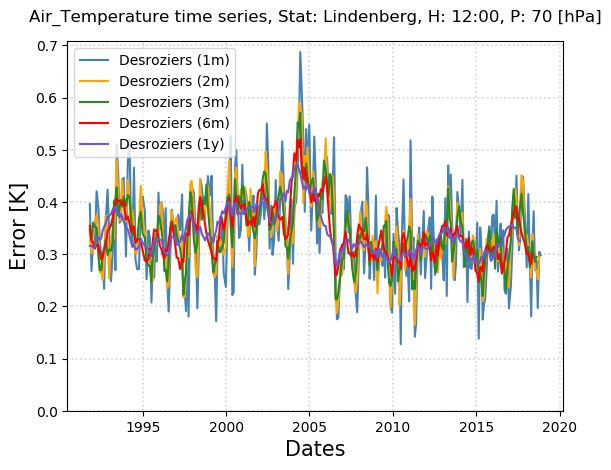 Air_Temperature time series, Stat: Lindenberg, H: 12:00, P: 70 [hPa]
0.7
0.6
0.5
0.4
0.3
0.2
0.1
0.0
Error [K]
Desroziers (1m)
Desroziers (2m)
Desroziers (3m)
Desroziers (6m)
Desroziers (1y)
1995 2000 2005 2010 2015 2020
Dates